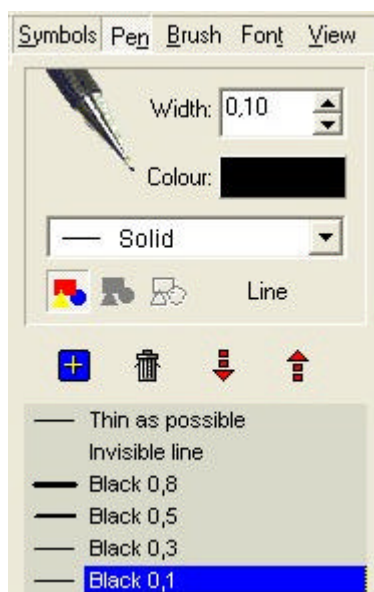 Symbols Pen Brush Font View
Width: 0,10
Colour:
Solid
Line
Thin as possible
Invisible line
Black 0,8
Black 0,5
Black 0,3
Black 0,1